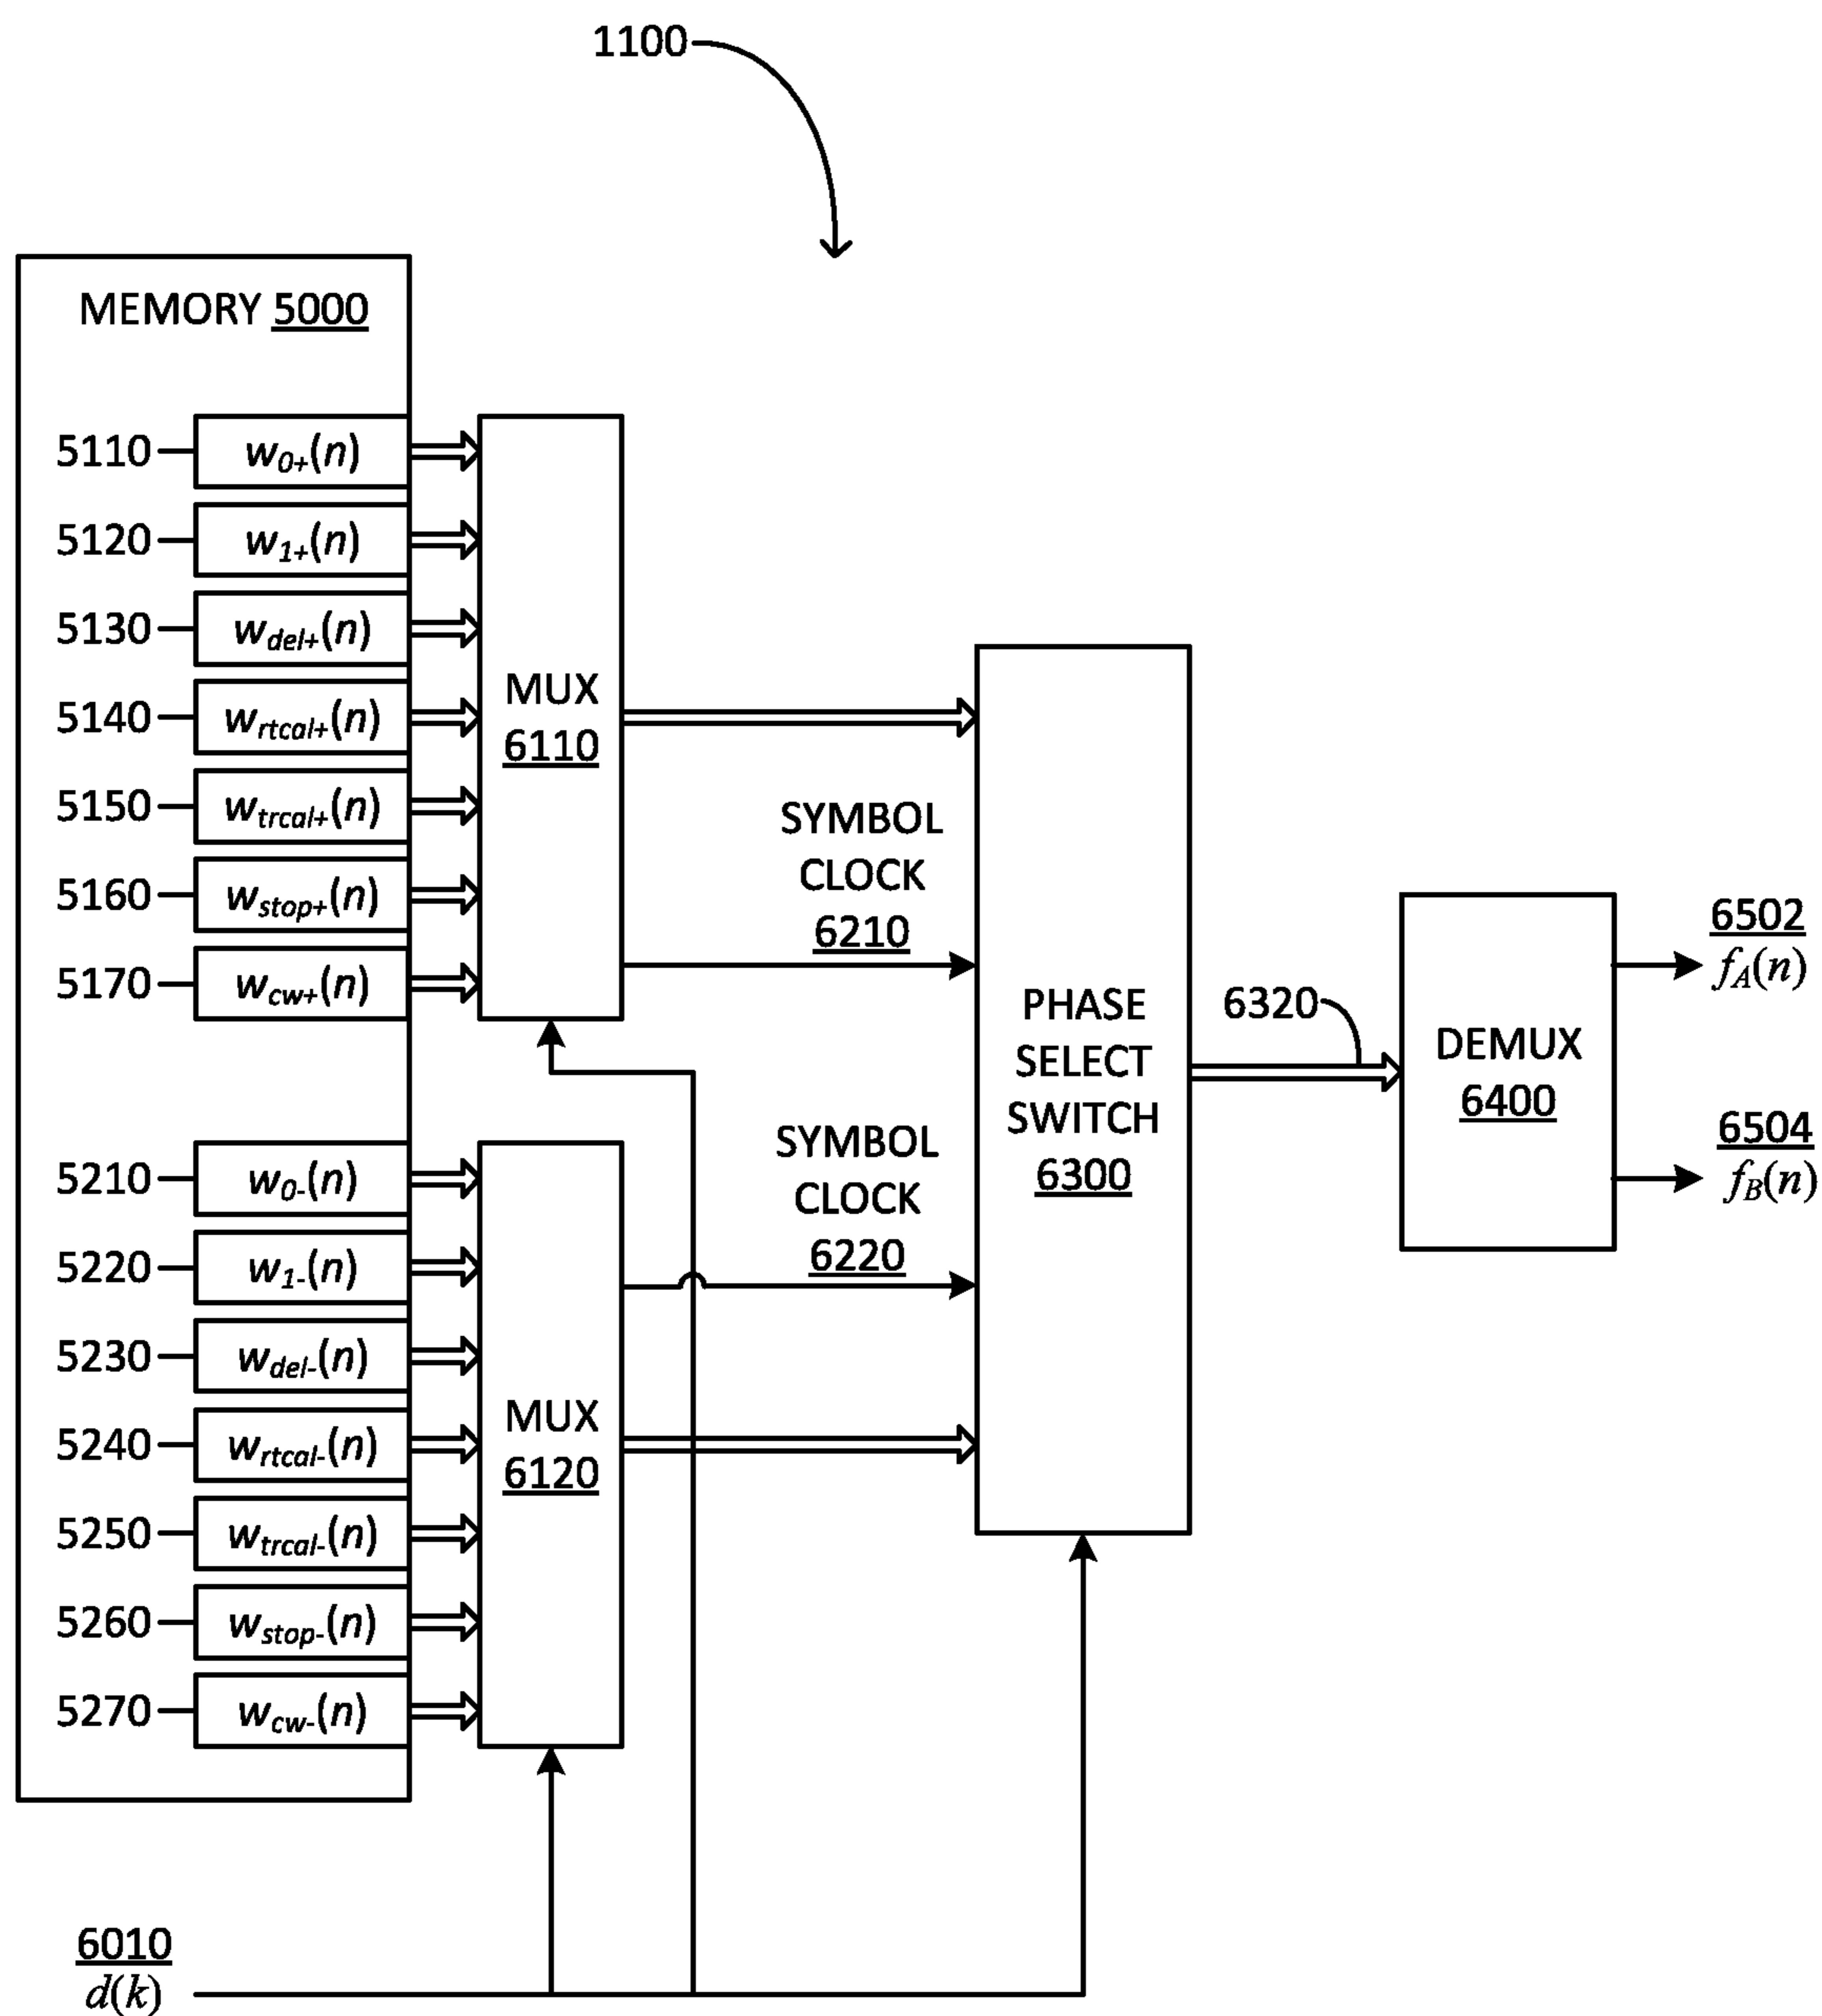 1100
MEMORY 5000
5110 w0+(n)
5120 w1+(n)
5130 wdel+(n)
5140 wrtcal+(n)
5150 wtrcal+(n)
5160 wstop+(n)
5170 wcw+(n)
MUX
6110
SYMBOL
CLOCK
6210
5210 w0-(n)
5220 w1-(n)
5230 wdel-(n)
5240 wrtcal-(n)
5250 wtrcal-(n)
5260 wstop-(n)
5270 wcw-(n)
MUX
6120
SYMBOL
CLOCK
6220
PHASE
SELECT
SWITCH
6300
6320
DEMUX
6400
6502
fA(n)
6504
fB(n)
6010
d(k)